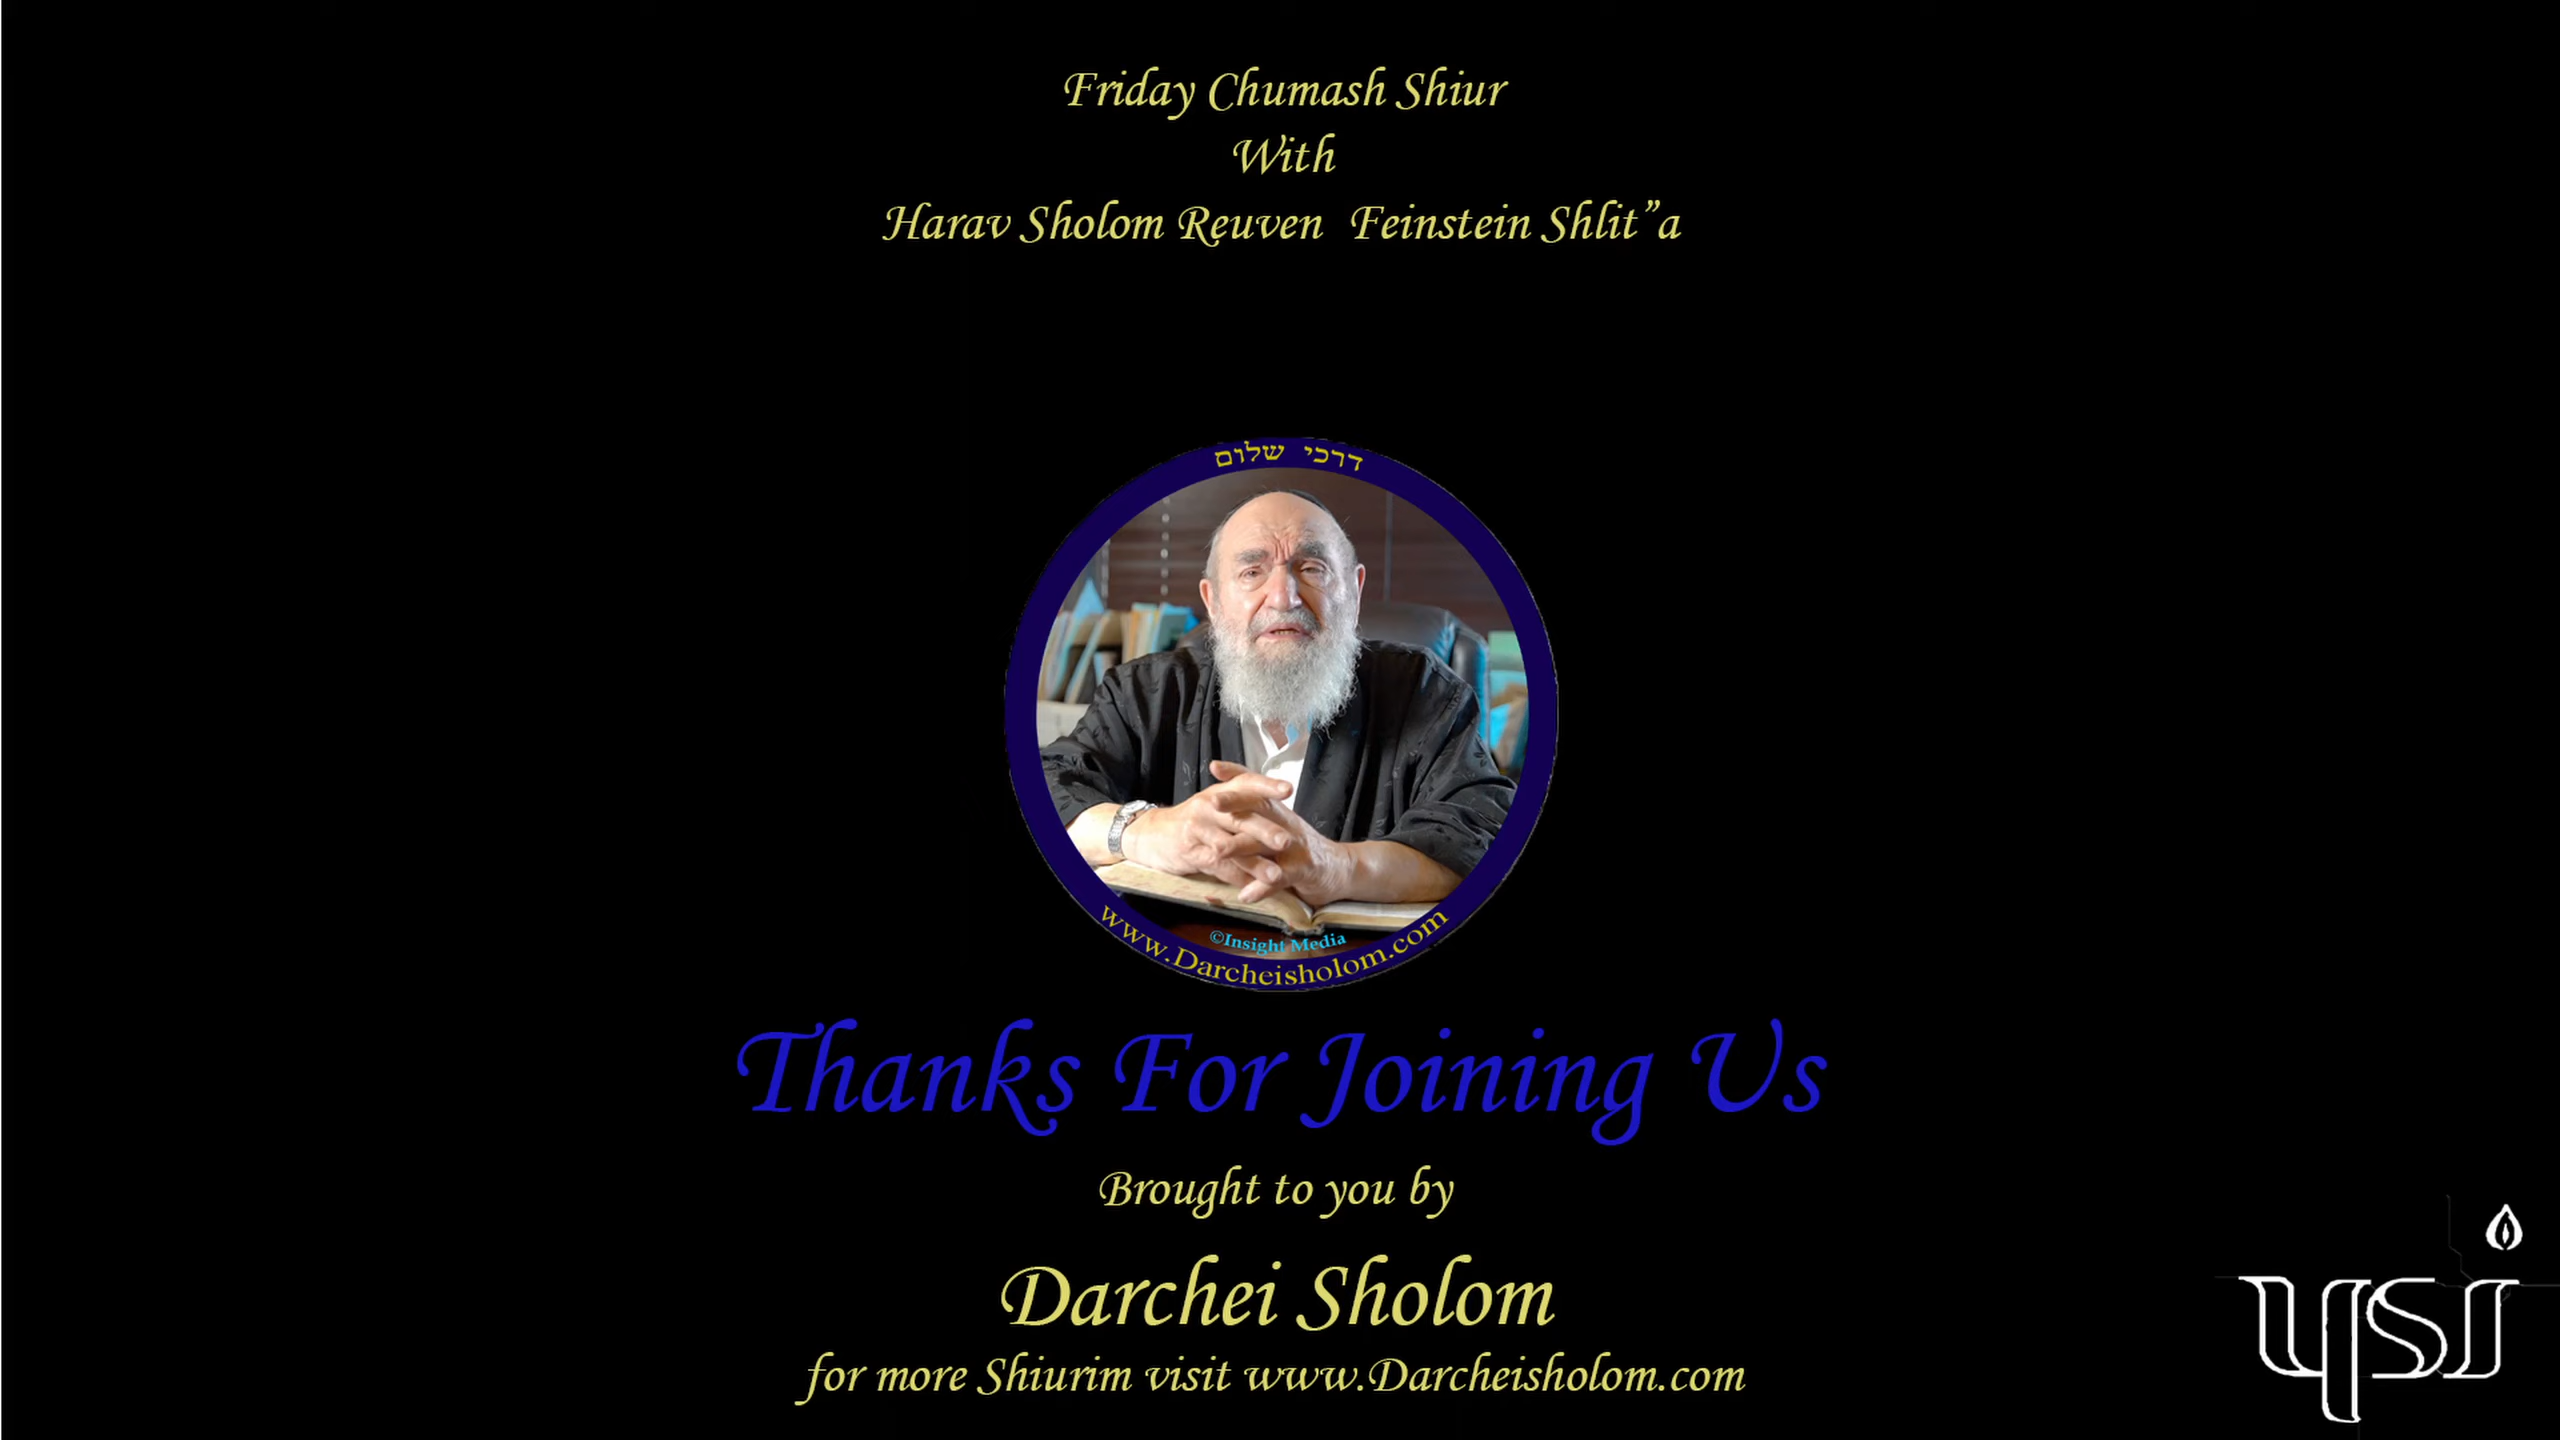 Friday Chumash Shiur
With
Harav Sholom Reuven Feinstein Shlit”a
דרכי שלום
©Insight Media
www.Darcheisholom.com
Thanks For Joining Us
Brought to you by
Darchei Sholom
for more Shiurim visit www.Darcheisholom.com
ysi